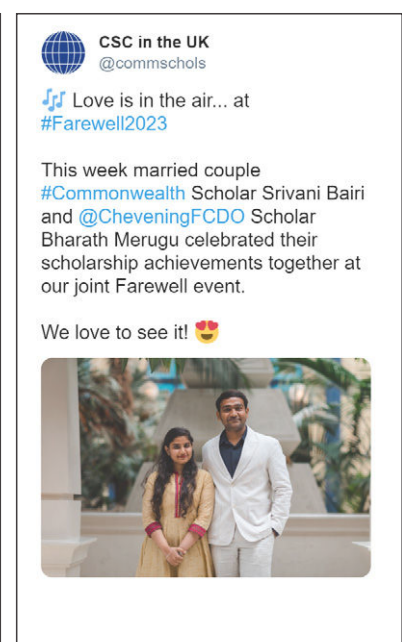 CSC in the UK
@commschols
🎶 Love is in the air... at
#Farewell2023
This week married couple
#Commonwealth Scholar Srivani Bairi
and @CheveningFCDO Scholar
Bharath Merugu celebrated their
scholarship achievements together at
our joint Farewell event.
We love to see it! 😍